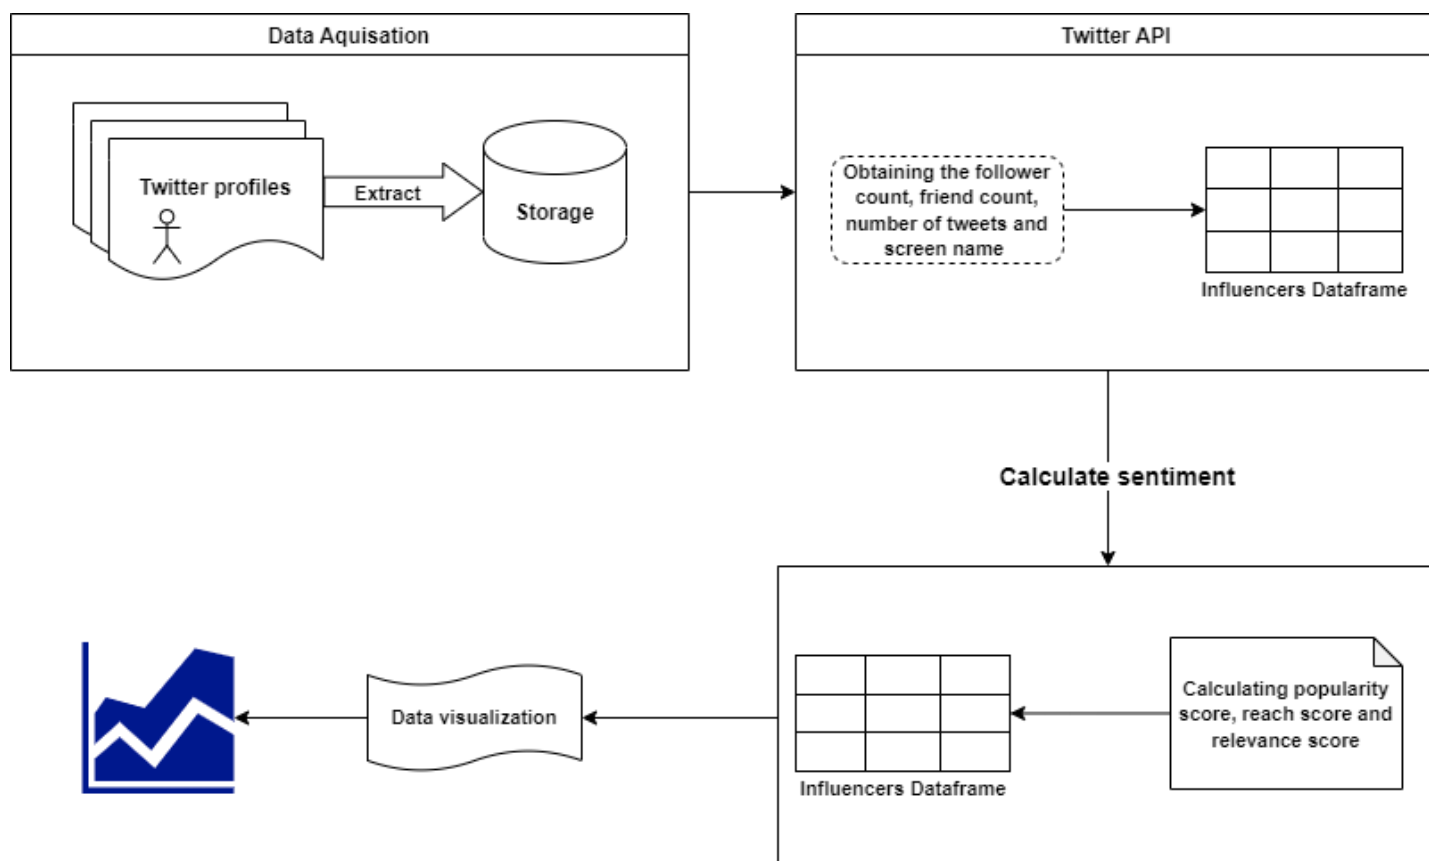 Data Aquisation
Twitter API
Twitter profiles
Extract
Storage
Obtaining the follower
count, friend count,
number of tweets and
screen name
Influencers Dataframe
Calculate sentiment
Calculating popularity
score, reach score and
relevance score
Influencers Dataframe
Data visualization